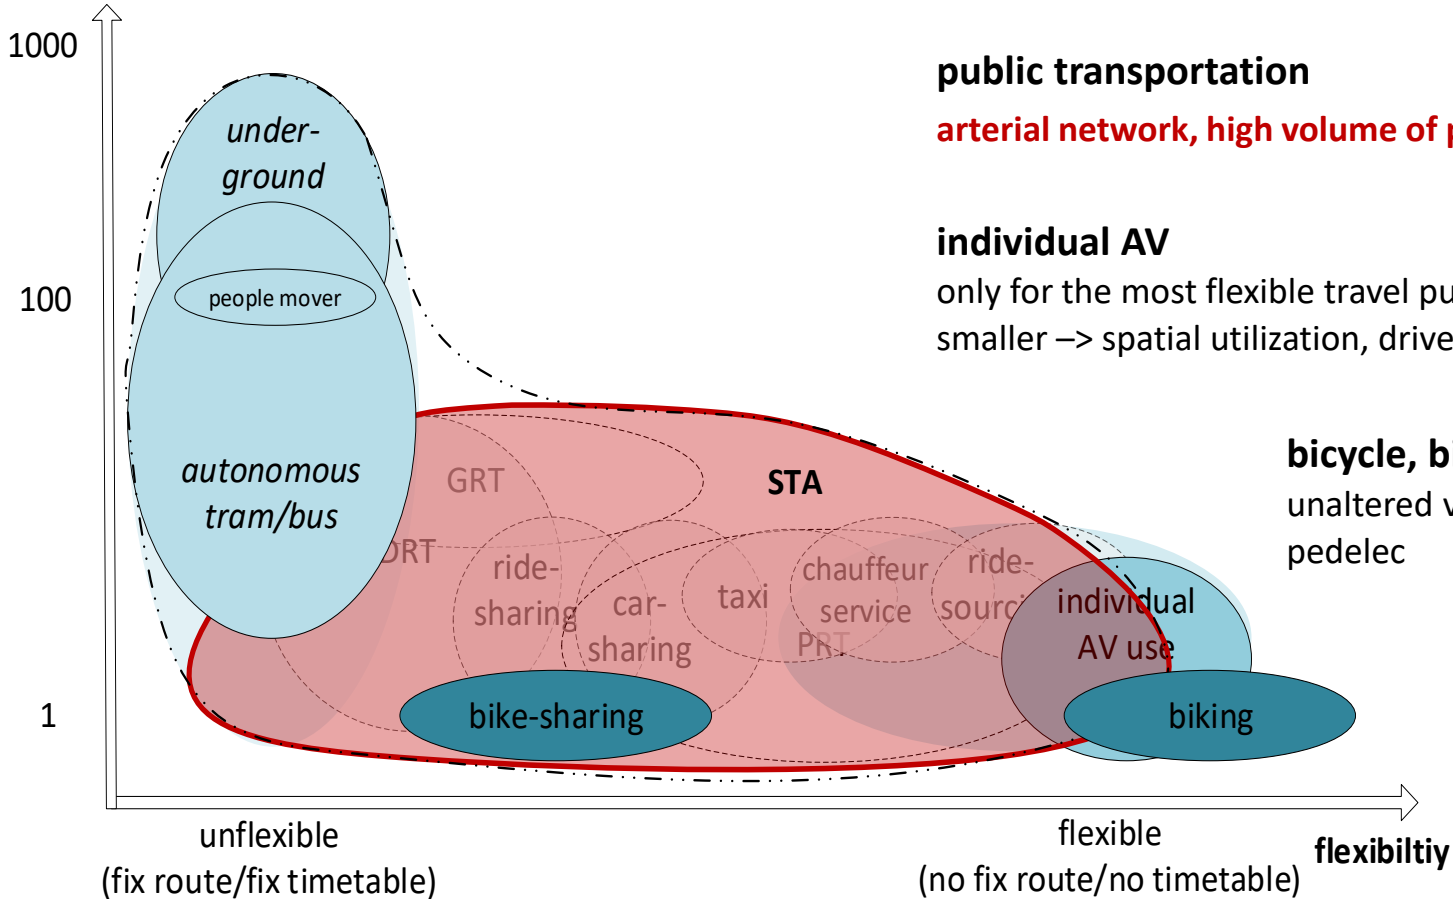 1000
public transportation
arterial network, high volume of p
under-
ground
individual AV
only for the most flexible travel pu
smaller –> spatial utilization, drive
100
people mover
bicycle, bi
unaltered v
pedelec
autonomous
tram/bus
GRT
STA
DRT
ride-
sharing
car-
sharing
taxi
chauffeur
service
PRT
ride-
sourci
individual
AV use
1
bike-sharing
biking
unflexible
(fix route/fix timetable)
flexible
(no fix route/no timetable)
flexibiltiy